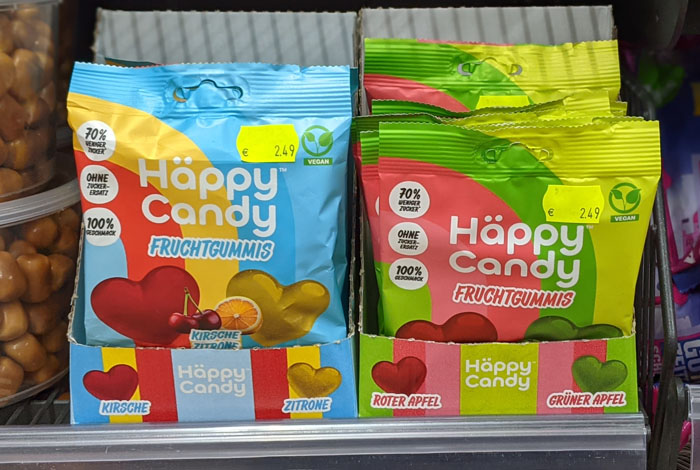 70%
WENIGER
ZUCKER*
OHNE
ZUCKER-
ERSATZ
100%
GESCHMACK
€ 2.49
VEGAN
Häppy™
Candy
FRUCHTGUMMIS
KIRSCHE
ZITRONE
KIRSCHE
Häppy
Candy
ZITRONE
70%
WENIGER
ZUCKER*
OHNE
ZUCKER-
ERSATZ
100%
GESCHMACK
€ 2.49
VEGAN
Häppy™
Candy
FRUCHTGUMMIS
ROTER APFEL
Häppy
Candy
GRÜNER APFEL